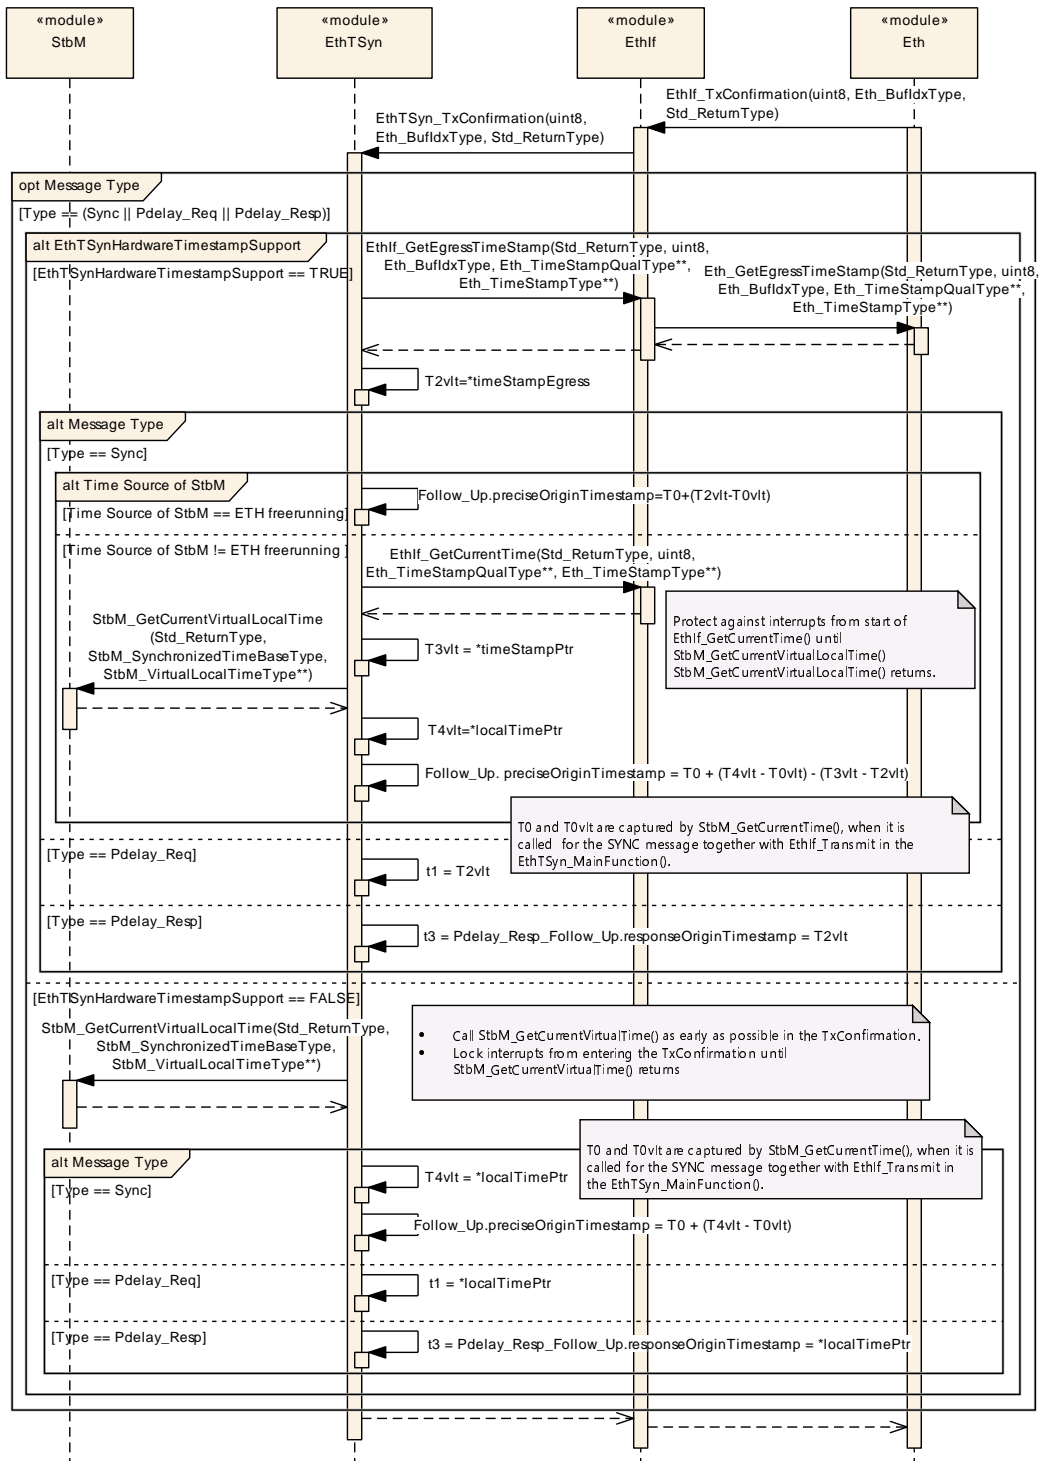 «module»
StbM
«module»
EthTSyn
«module»
EthIf
«module»
Eth
EthIf_TxConfirmation(uint8, Eth_BufIdxType,
Std_ReturnType)
EthTSyn_TxConfirmation(uint8,
Eth_BufIdxType, Std_ReturnType)
opt Message Type
[Type == (Sync || Pdelay_Req || Pdelay_Resp)]
alt EthTSynHardwareTimestampSupport
[EthTSynHardwareTimestampSupport == TRUE]
EthIf_GetEgressTimeStamp(Std_ReturnType, uint8,
Eth_BufIdxType, Eth_TimeStampQualType**,
Eth_TimeStampType**)
Eth_GetEgressTimeStamp(Std_ReturnType, uint8,
Eth_BufIdxType, Eth_TimeStampQualType**,
Eth_TimeStampType**)
T2vlt=*timeStampEgress
alt Message Type
[Type == Sync]
alt Time Source of StbM
[Time Source of StbM == ETH freerunning]
Follow_Up.preciseOriginTimestamp=T0+(T2vlt-T0vlt)
[Time Source of StbM != ETH freerunning ]
EthIf_GetCurrentTime(Std_ReturnType, uint8,
Eth_TimeStampQualType**, Eth_TimeStampType**)
Protect against interrupts from start of
EthIf_GetCurrentTime() until
StbM_GetCurrentVirtualLocalTime()
StbM_GetCurrentVirtualLocalTime() returns.
StbM_GetCurrentVirtualLocalTime
(Std_ReturnType,
StbM_SynchronizedTimeBaseType,
StbM_VirtualLocalTimeType**)
T3vlt = *timeStampPtr
T4vlt=*localTimePtr
Follow_Up. preciseOriginTimestamp = T0 + (T4vlt - T0vlt) - (T3vlt - T2vlt)
T0 and T0vlt are captured by StbM_GetCurrentTime(), when it is
called for the SYNC message together with EthIf_Transmit in the
EthTSyn_MainFunction().
[Type == Pdelay_Req]
t1 = T2vlt
[Type == Pdelay_Resp]
t3 = Pdelay_Resp_Follow_Up.responseOriginTimestamp = T2vlt
[EthTSynHardwareTimestampSupport == FALSE]
StbM_GetCurrentVirtualLocalTime(Std_ReturnType,
StbM_SynchronizedTimeBaseType,
StbM_VirtualLocalTimeType**)
• Call StbM_GetCurrentVirtualTime() as early as possible in the TxConfirmation.
• Lock interrupts from entering the TxConfirmation until
StbM_GetCurrentVirtualTime() returns
T0 and T0vlt are captured by StbM_GetCurrentTime(), when it is
called for the SYNC message together with EthIf_Transmit in
the EthTSyn_MainFunction().
alt Message Type
[Type == Sync]
T4vlt = *localTimePtr
Follow_Up.preciseOriginTimestamp = T0 + (T4vlt - T0vlt)
[Type == Pdelay_Req]
t1 = *localTimePtr
[Type == Pdelay_Resp]
t3 = Pdelay_Resp_Follow_Up.responseOriginTimestamp = *localTimePtr